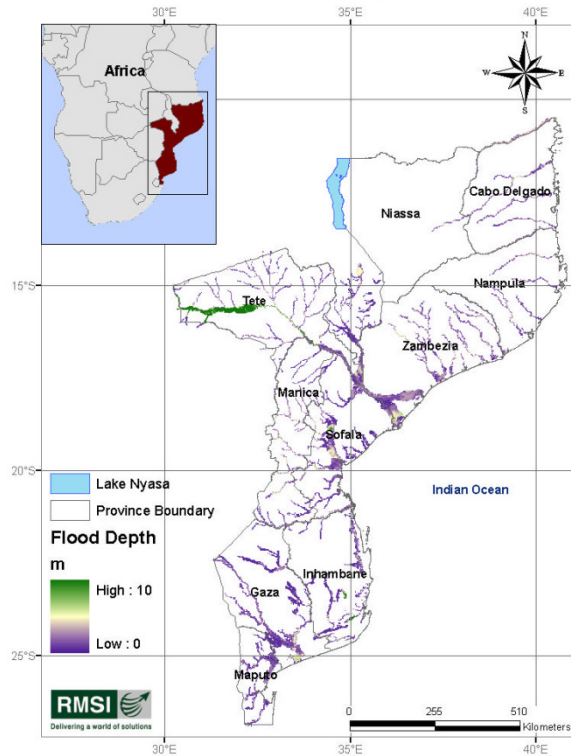 30°E
35°E
40°E
Africa
N
W
E
S
Cabo Delgado
Niassa
Nampula
15°S
Tete
Zambezia
Manica
Sofala
20°S
Lake Nyasa
Indian Ocean
Province Boundary
Flood Depth
m
High : 10
Inhambane
Gaza
Low : 0
25°S
Maputo
RMSI
Delivering a world of solutions
0
255
510
Kilometers
30°E
35°E
40°E